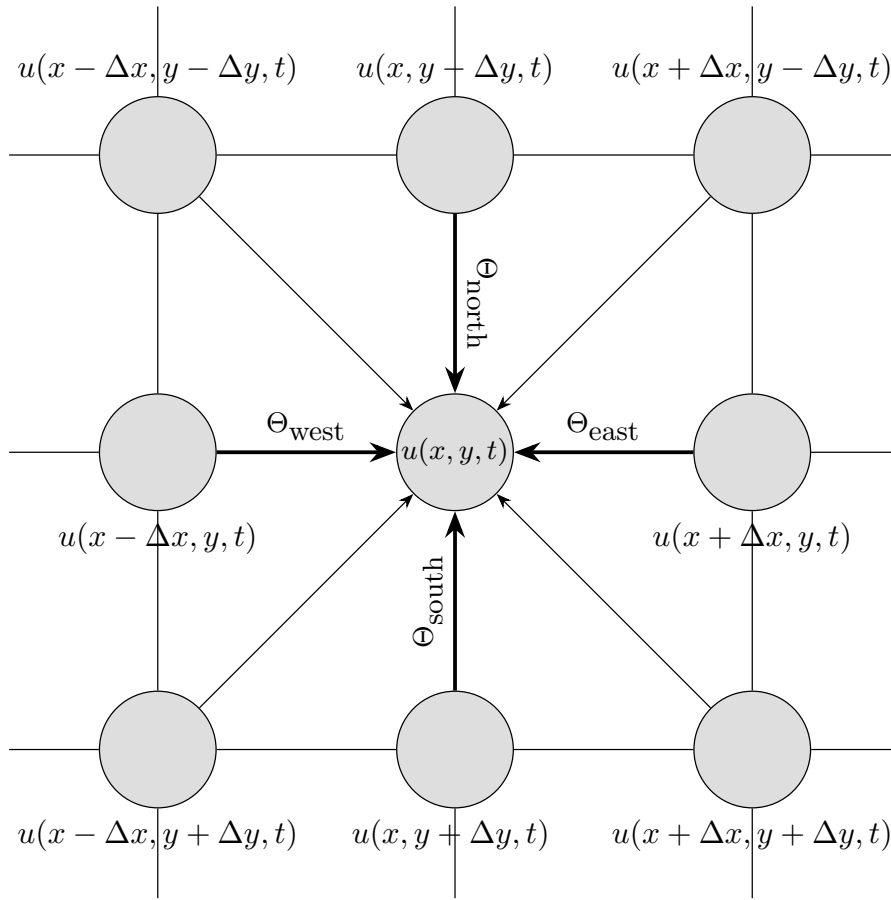 u(x − Δx, y − Δy, t)
u(x, y − Δy, t)
u(x + Δx, y − Δy, t)
Θnorth
Θwest
u(x, y, t)
Θeast
u(x − Δx, y, t)
u(x + Δx, y, t)
Θsouth
u(x − Δx, y + Δy, t)
u(x, y + Δy, t)
u(x + Δx, y + Δy, t)